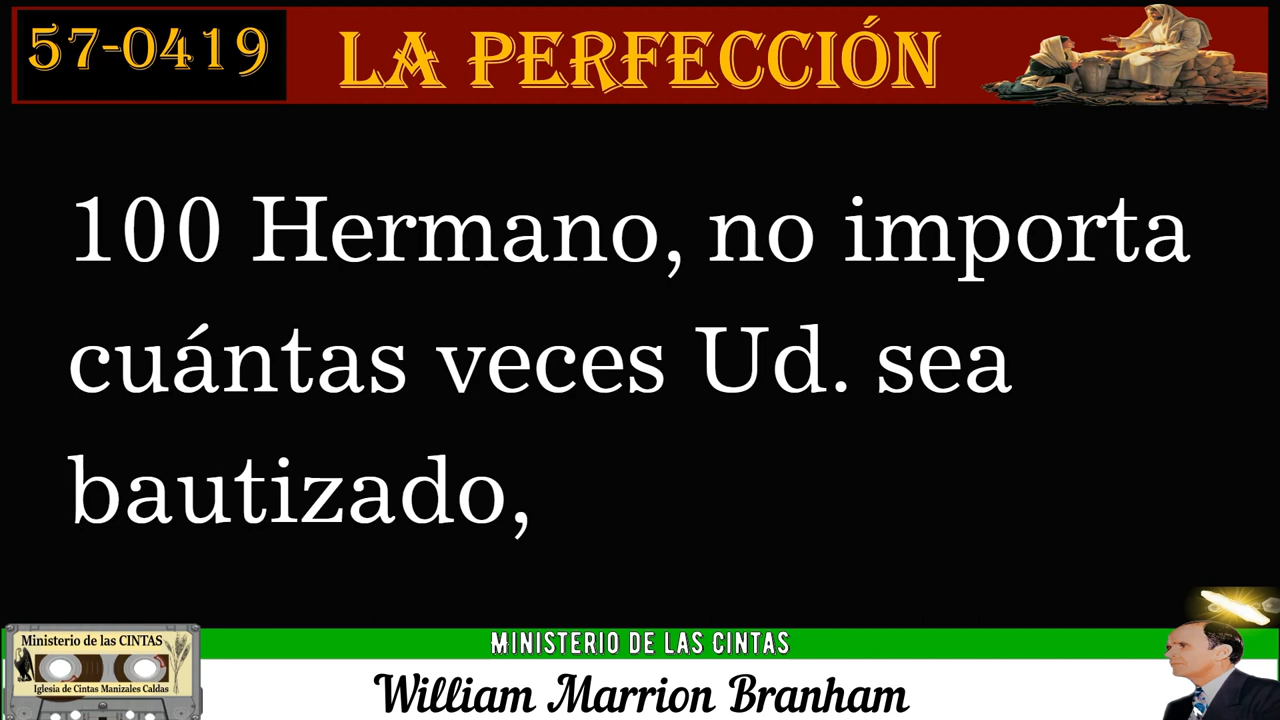 57-0419
LA PERFECCIÓN
100 Hermano, no importa
cuántas veces Ud. sea
bautizado,
Ministerio de las CINTAS
Iglesia de Cintas Manizales Caldas
MINISTERIO DE LAS CINTAS
William Marrion Branham